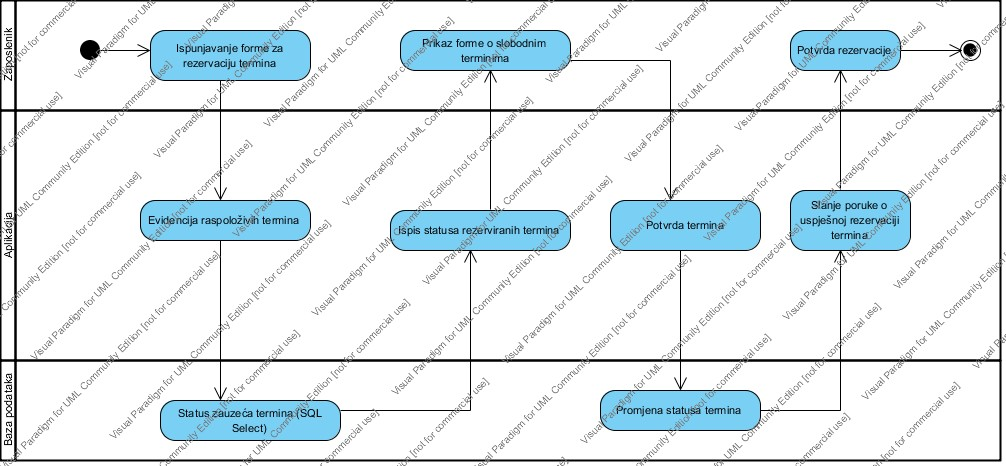 Zaposlenik
Ispunjavanje forme za
rezervaciju termina
Prikaz forme o slobodnim
terminima
Potvrda rezervacije
Aplikacija
Evidencija raspoloživih termina
Ispis statusa rezerviranih termina
Potvrda termina
Slanje poruke o
uspješnoj rezervaciji
termina
Baza podataka
Status zauzeća termina (SQL
Select)
Promjena statusa termina
Visual Paradigm for UML Community Edition [not for commercial use]